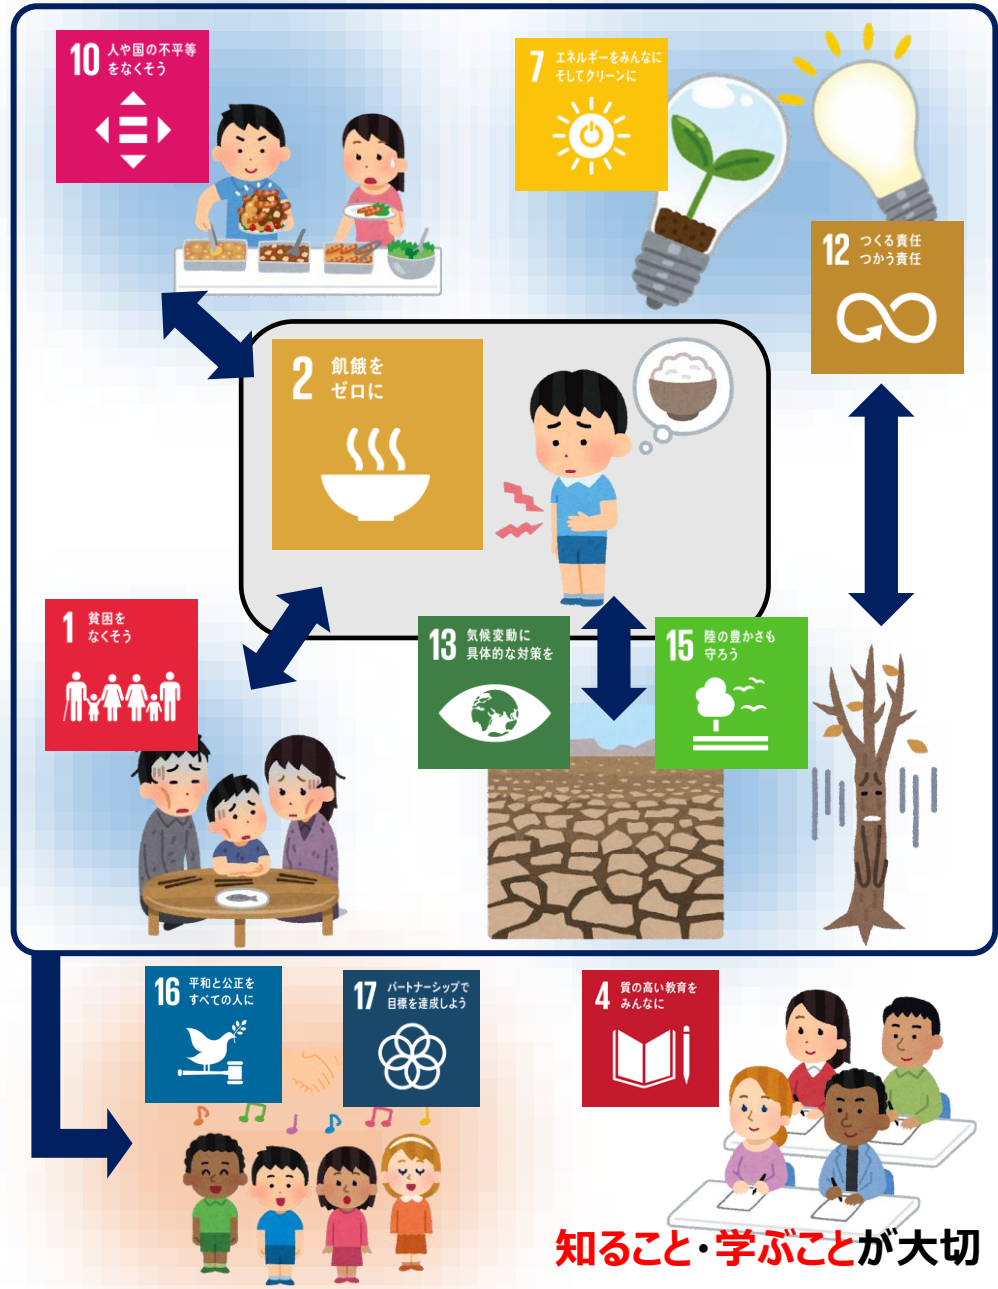 10 人や国の不平等
をなくそう
7 エネルギーをみんなに
そしてクリーンに
12 つくる責任
つかう責任
2 飢餓を
ゼロに
1 貧困を
なくそう
13 気候変動に
具体的な対策を
15 陸の豊かさも
守ろう
16 平和と公正を
すべての人に
17 パートナーシップで
目標を達成しよう
4 質の高い教育を
みんなに
知ること・学ぶことが大切